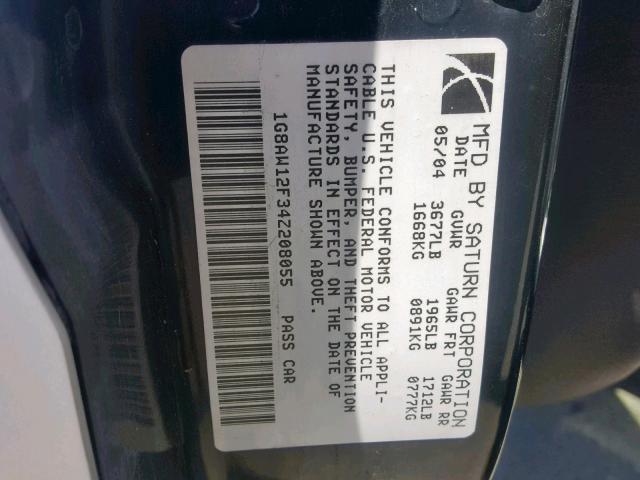 MFD BY SATURN CORPORATION
DATE GVWR GAWR FRT GAWR RR
05/04 3677LB 1965LB 1712LB
1668KG 0891KG 0777KG
THIS VEHICLE CONFORMS TO ALL APPLI-
CABLE U.S. FEDERAL MOTOR VEHICLE
SAFETY, BUMPER, AND THEFT PREVENTION
STANDARDS IN EFFECT ON THE DATE OF
MANUFACTURE SHOWN ABOVE.
1G8AW12F34Z208055 PASS CAR